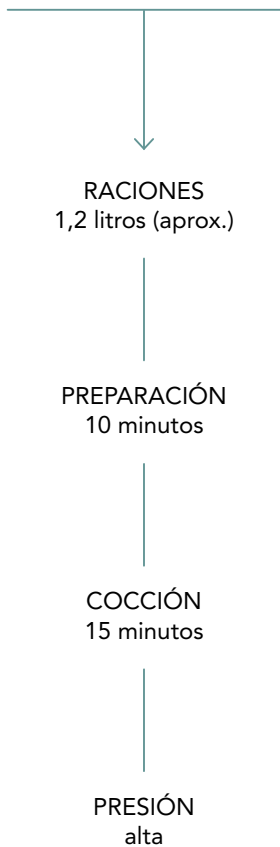 RACIONES
1,2 litros (aprox.)
PREPARACIÓN
10 minutos
COCCIÓN
15 minutos
PRESIÓN
alta